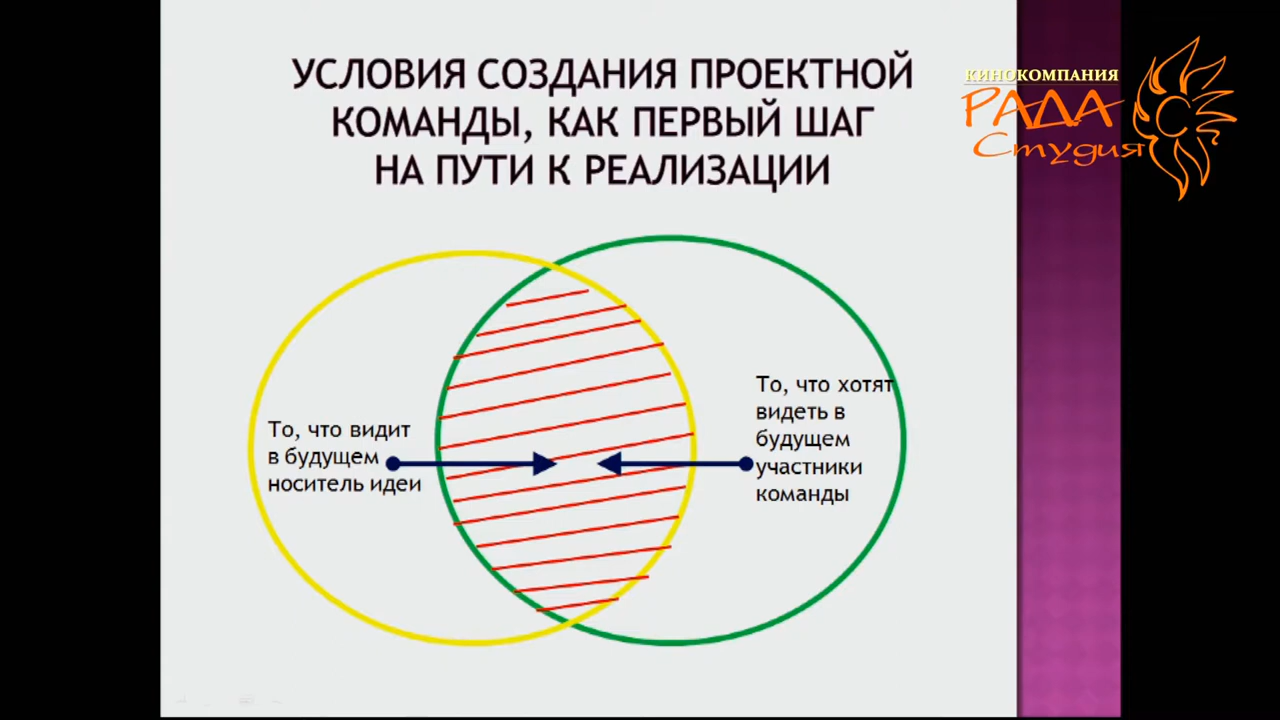 УСЛОВИЯ СОЗДАНИЯ ПРОЕКТНОЙ
КОМАНДЫ, КАК ПЕРВЫЙ ШАГ
НА ПУТИ К РЕАЛИЗАЦИИ
КИНОКОМПАНИЯ
РАДА
Студия
То, что видит
в будущем
носитель идеи
То, что хотят
видеть в
будущем
участники
команды